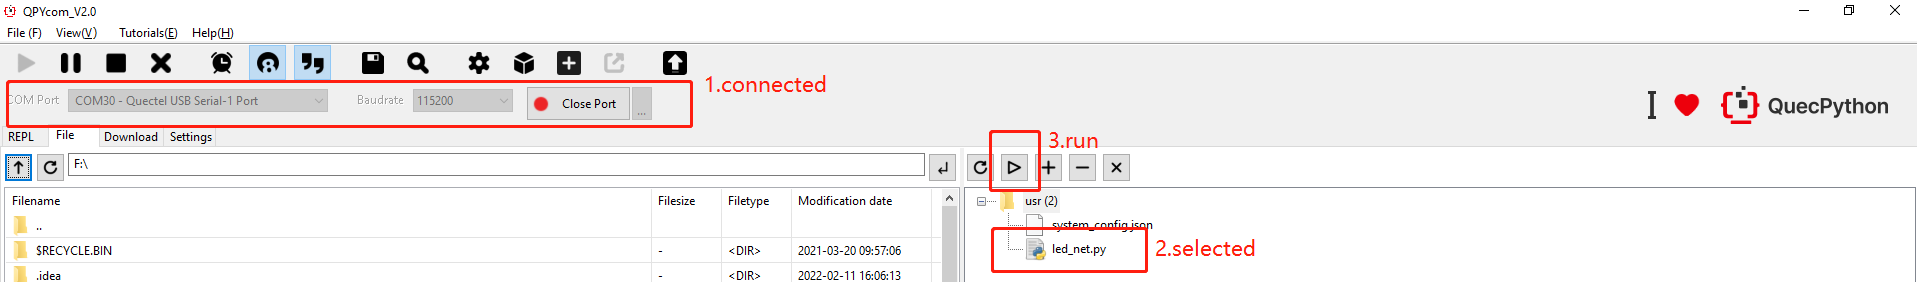 QPYcom_V2.0
File (F) View(V) Tutorials(E) Help(H)
COM Port COM30 - Quectel USB Serial-1 Port Baudrate 115200 Close Port ...
1.connected
QuecPython
REPL File Download Settings
3.run
F:\
Filename Filesize Filetype Modification date
usr (2)
..
system_config.json
$RECYCLE.BIN - <DIR> 2021-03-20 09:57:06
led_net.py
2.selected
.idea - <DIR> 2022-02-11 16:06:13